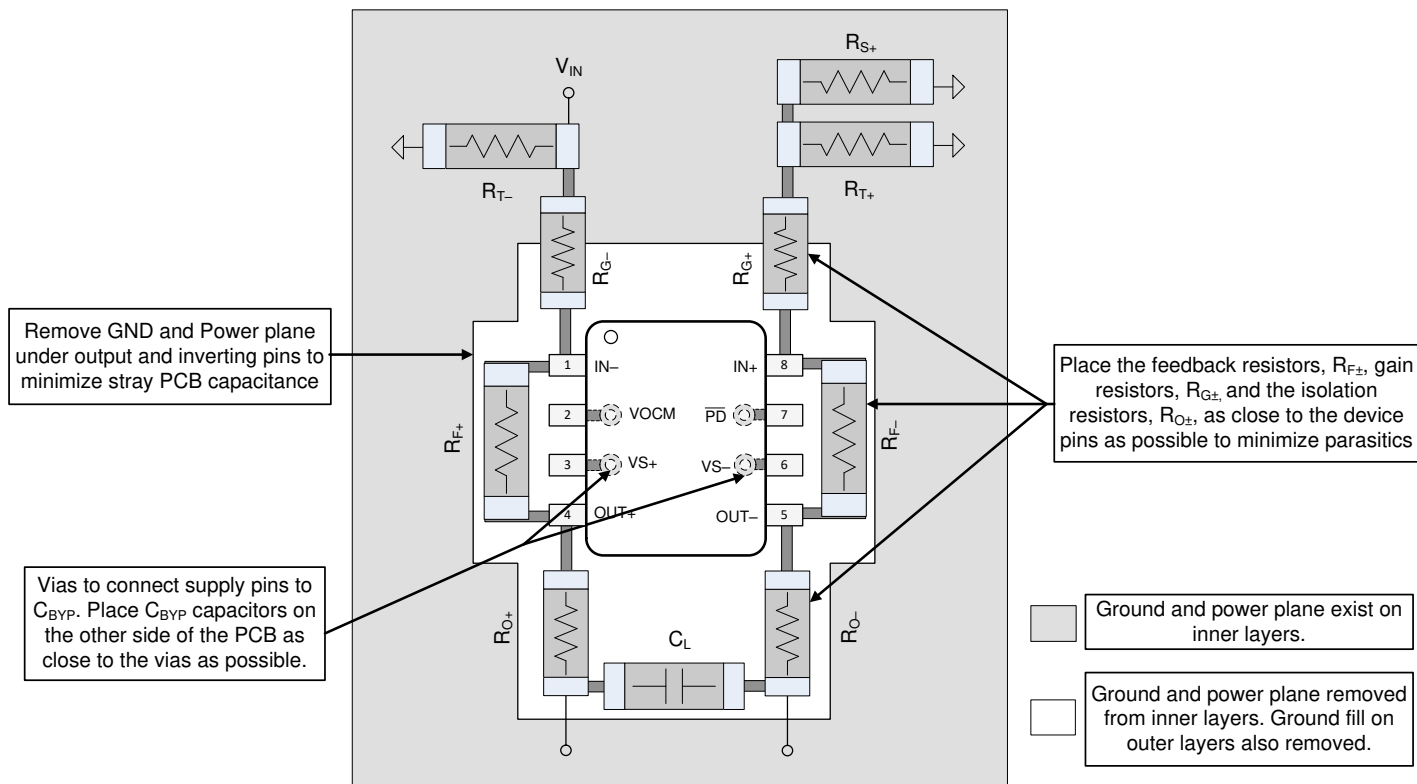 R_S+
V_IN
R_T–
R_T+
R_G–
R_G+
Remove GND and Power plane
under output and inverting pins to
minimize stray PCB capacitance
1 IN– IN+ 8
2 VOCM PD 7
3 VS+ VS– 6
4 OUT+ OUT– 5
R_F+
R_F–
Place the feedback resistors, R_F±, gain
resistors, R_G±, and the isolation
resistors, R_O±, as close to the device
pins as possible to minimize parasitics
Vias to connect supply pins to
C_BYP. Place C_BYP capacitors on
the other side of the PCB as
close to the vias as possible.
R_O+
C_L
R_O–
Ground and power plane exist on
inner layers.
Ground and power plane removed
from inner layers. Ground fill on
outer layers also removed.